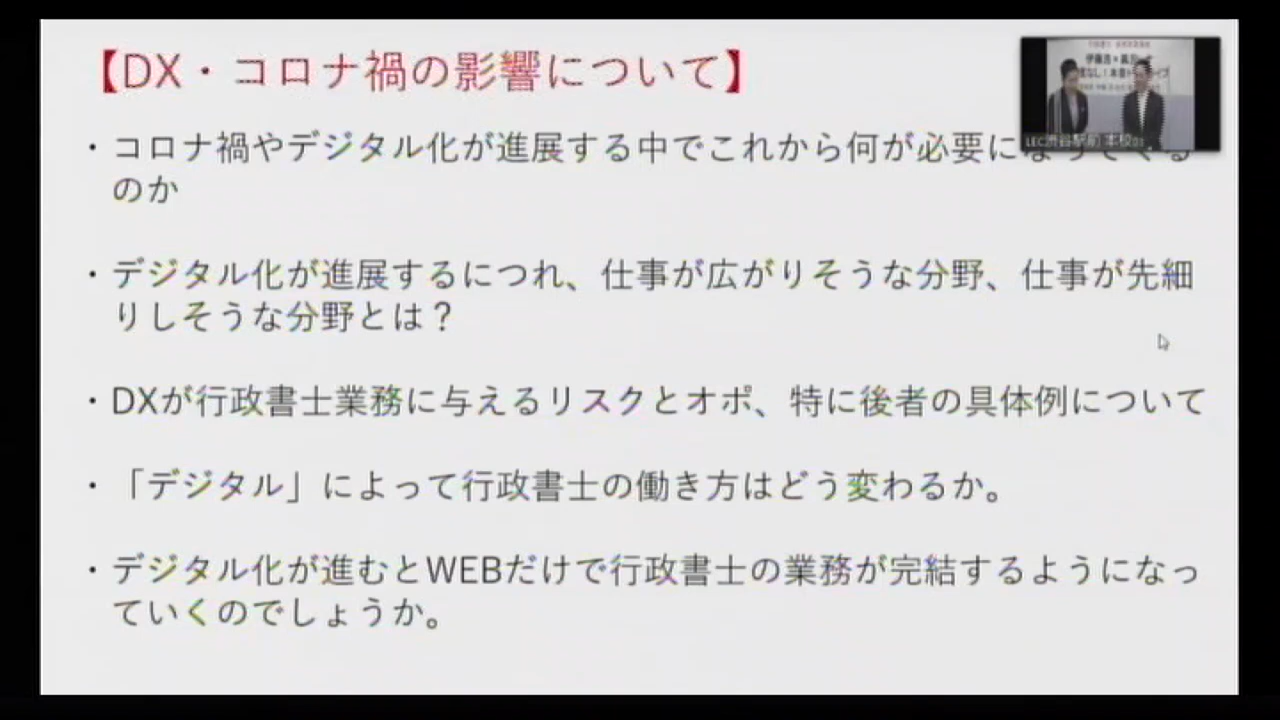 【DX・コロナ禍の影響について】
・コロナ禍やデジタル化が進展する中でこれから何が必要になってくる
のか
・デジタル化が進展するにつれ、仕事が広がりそうな分野、仕事が先細
りしそうな分野とは？
・DXが行政書士業務に与えるリスクとオポ、特に後者の具体例について
・「デジタル」によって行政書士の働き方はどう変わるか。
・デジタル化が進むとWEBだけで行政書士の業務が完結するようになっ
ていくのでしょうか。
LEC渋谷駅前 本校